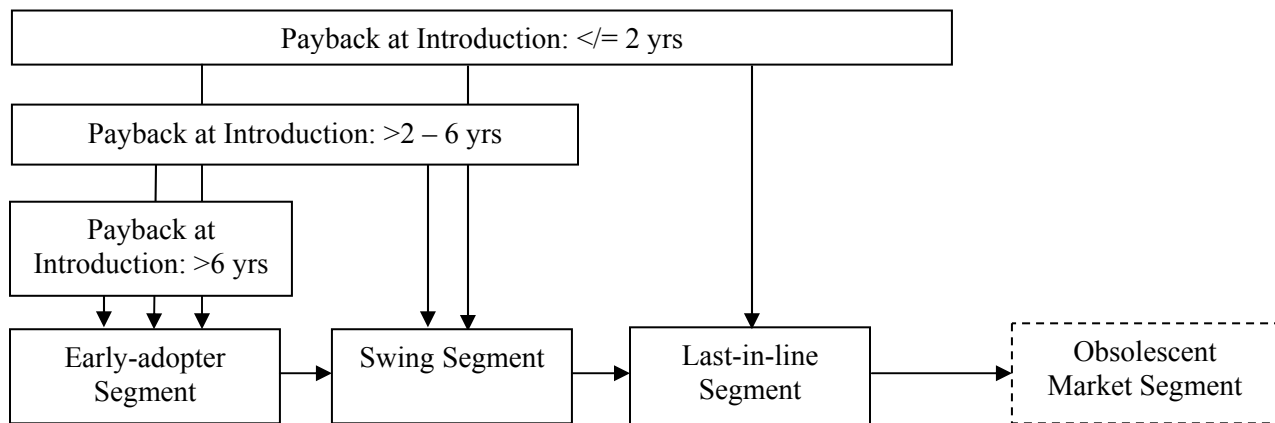 Payback at Introduction: </= 2 yrs
Payback at Introduction: >2 – 6 yrs
Payback at
Introduction: >6 yrs
Early-adopter
Segment
Swing Segment
Last-in-line
Segment
Obsolescent
Market Segment